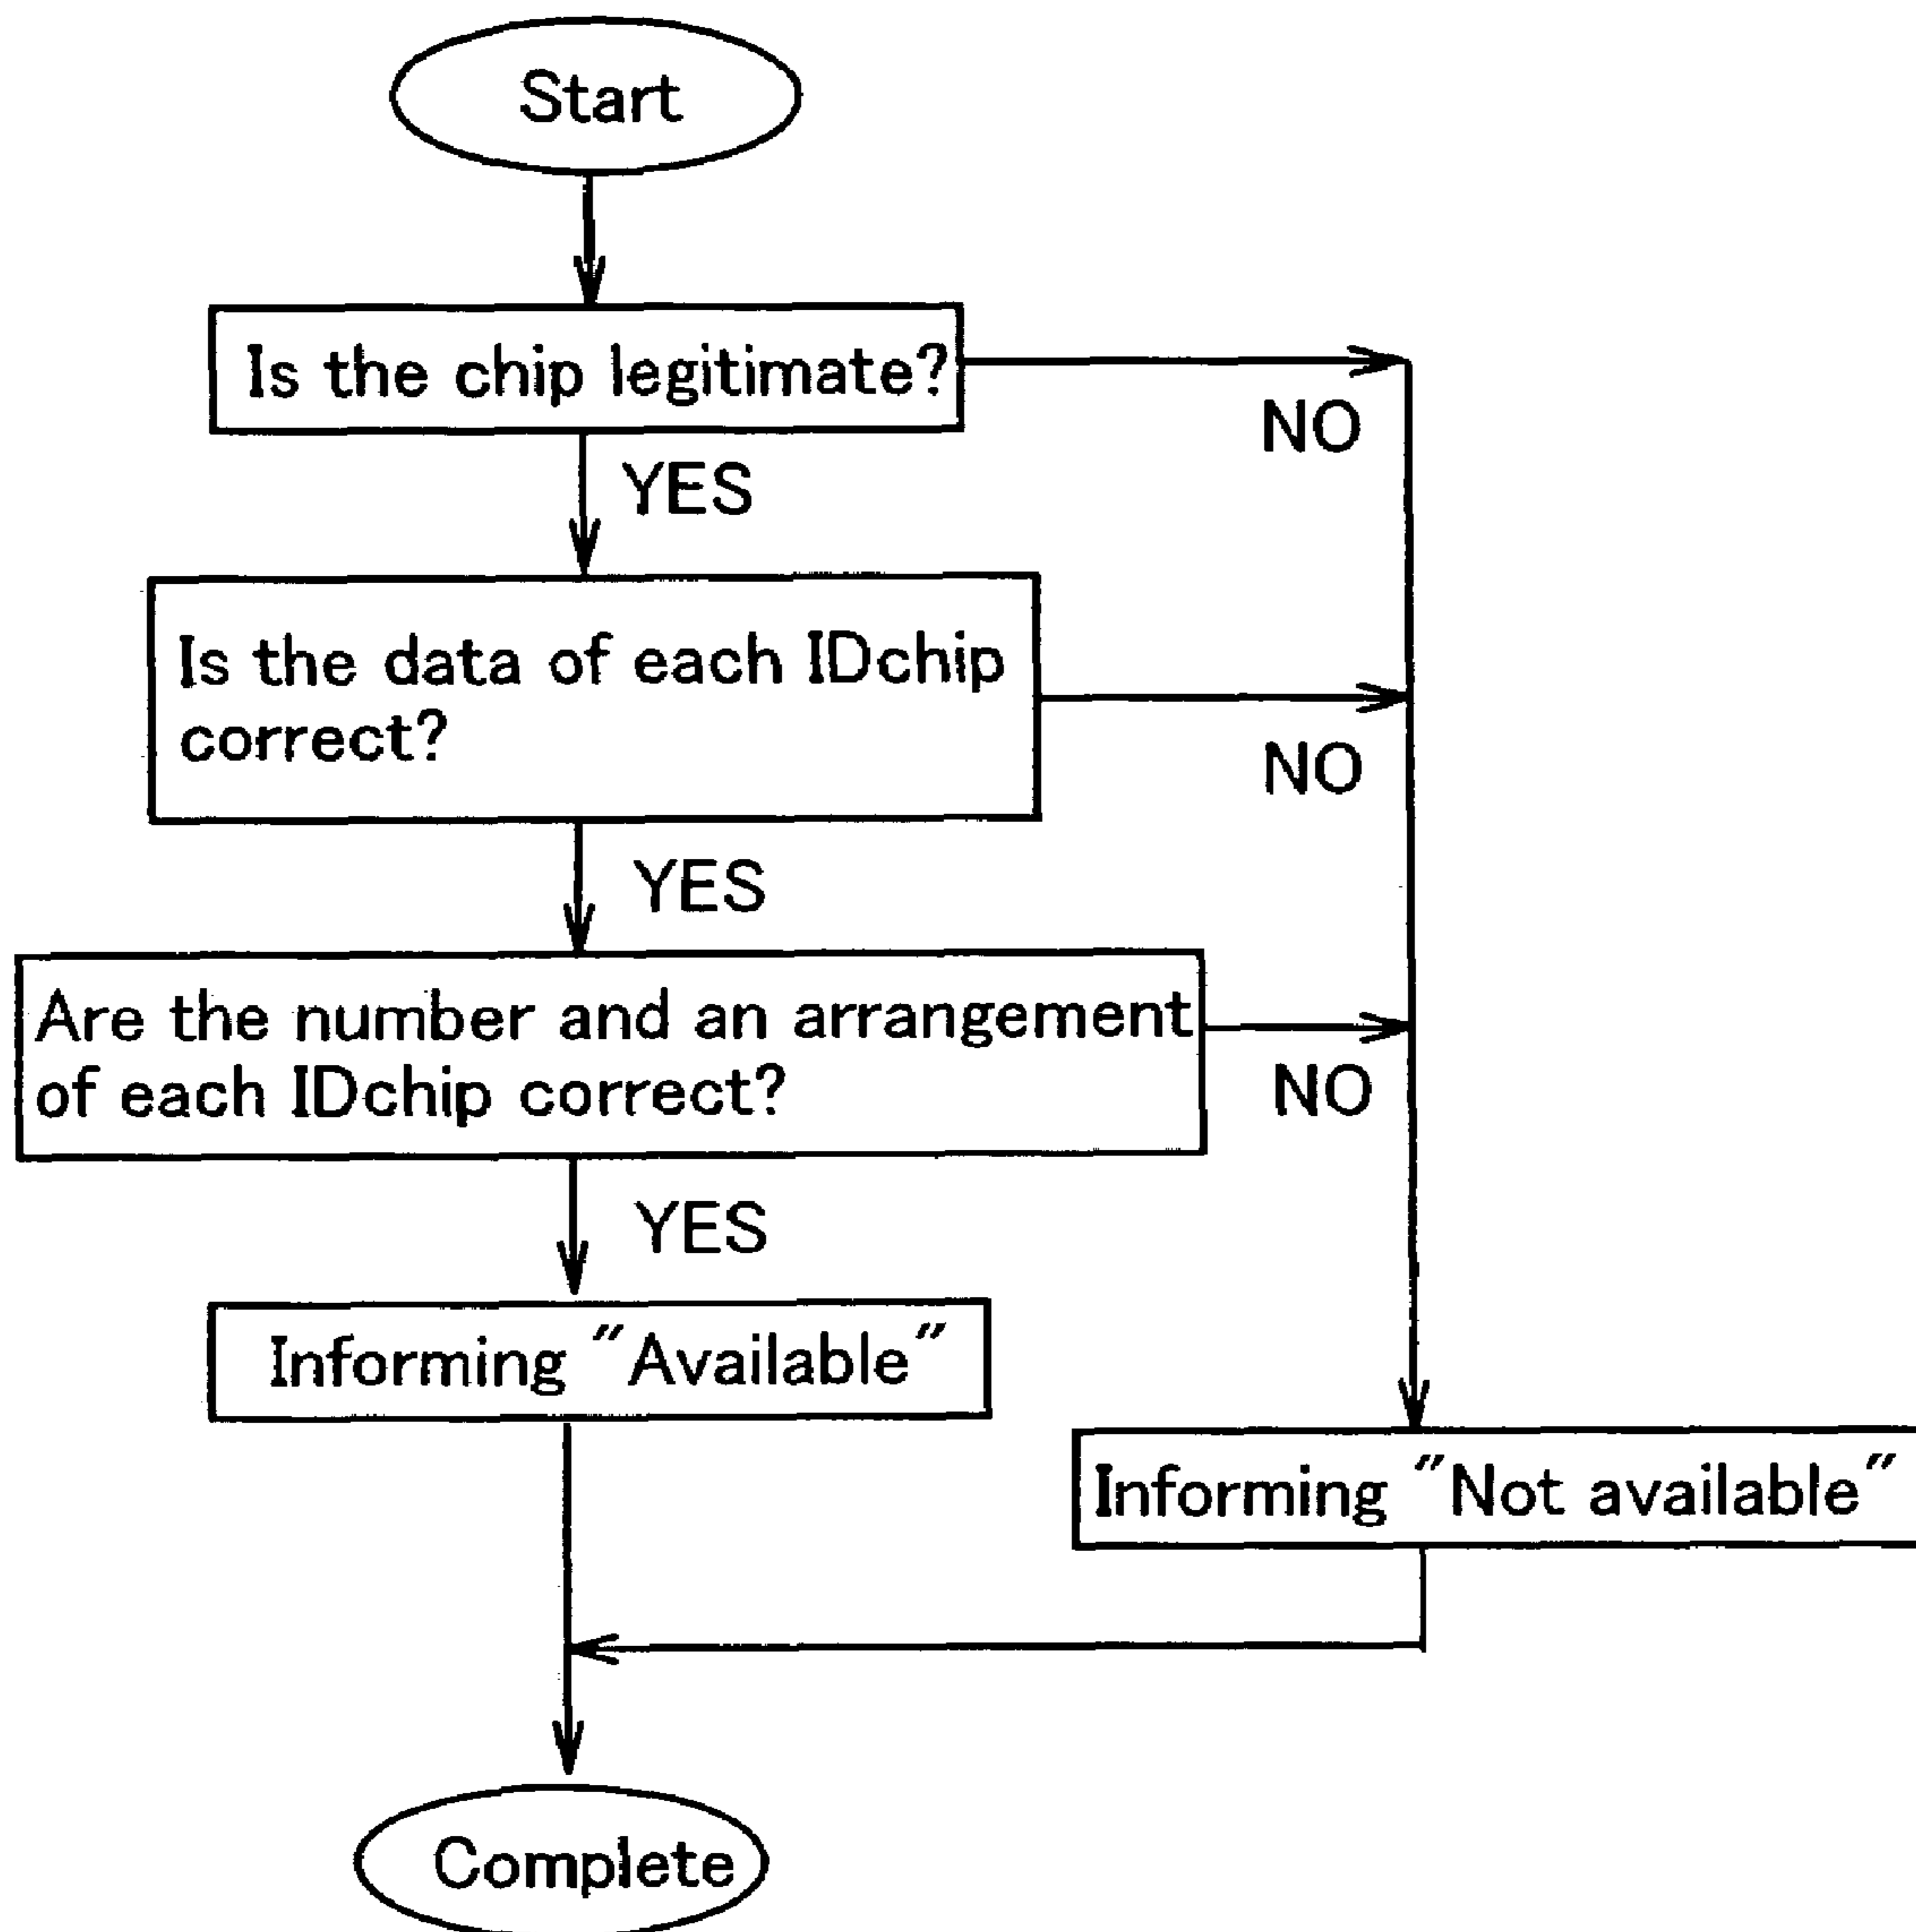 Start
Is the chip legitimate?
NO
YES
Is the data of each IDchip
correct?
NO
YES
Are the number and an arrangement
of each IDchip correct?
NO
YES
Informing "Available"
Informing "Not available"
Complete